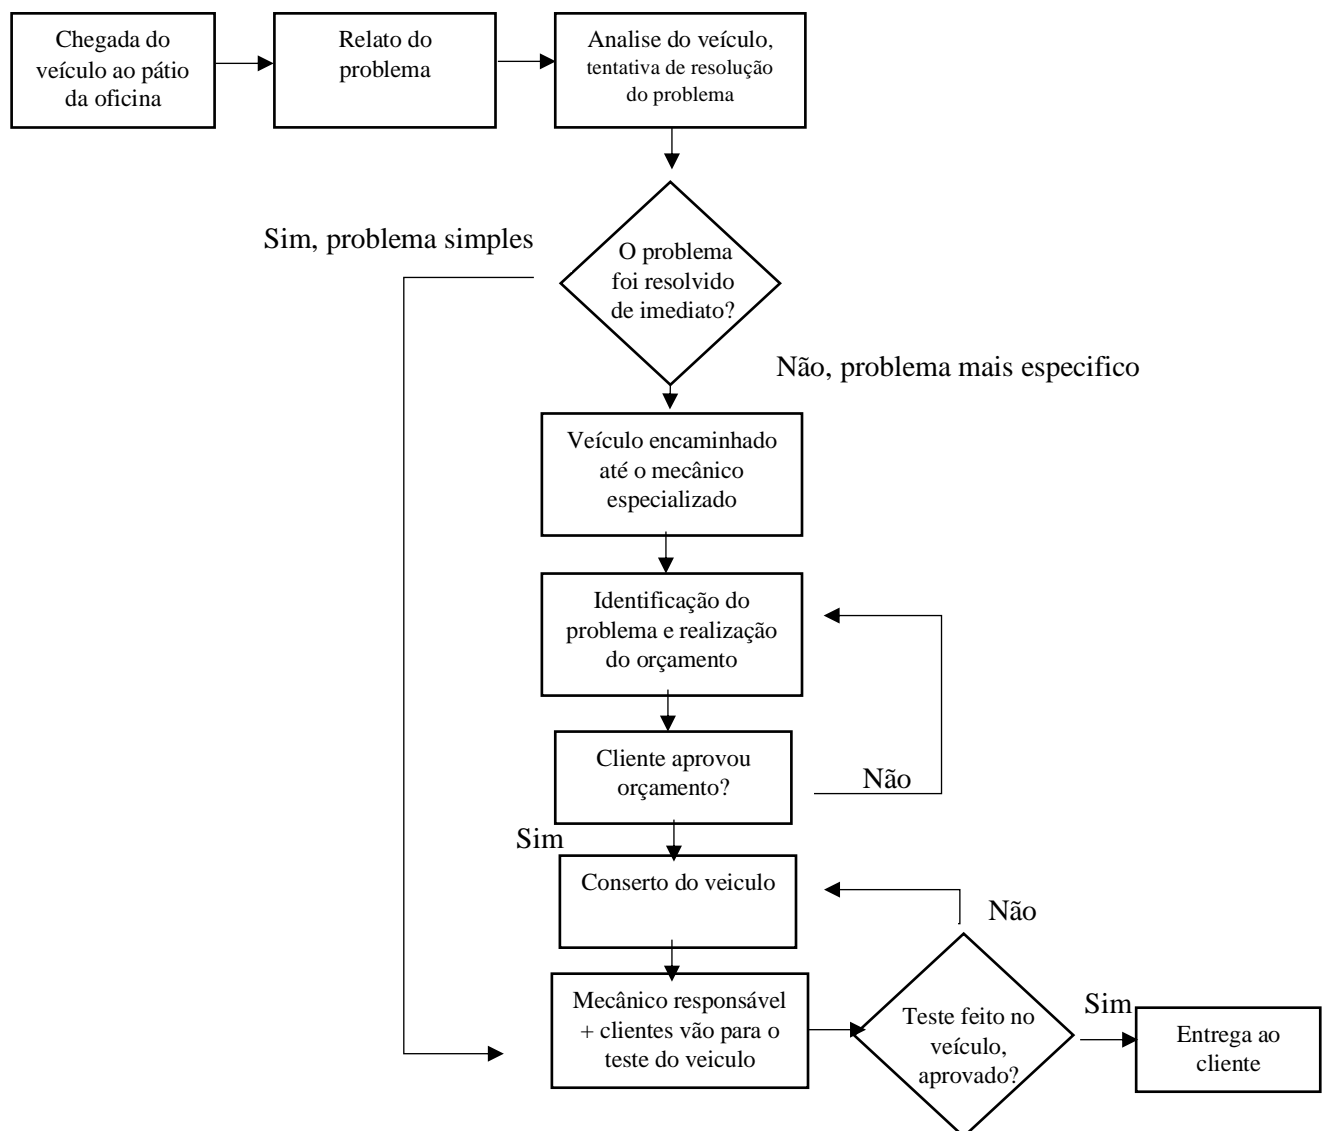 Chegada do
veículo ao pátio
da oficina
Relato do
problema
Analise do veículo,
tentativa de resolução
do problema
Sim, problema simples
O problema
foi resolvido
de imediato?
Não, problema mais especifico
Veículo encaminhado
até o mecânico
especializado
Identificação do
problema e realização
do orçamento
Cliente aprovou
orçamento?
Não
Sim
Conserto do veiculo
Não
Mecânico responsável
+ clientes vão para o
teste do veiculo
Teste feito no
veículo,
aprovado?
Sim
Entrega ao
cliente